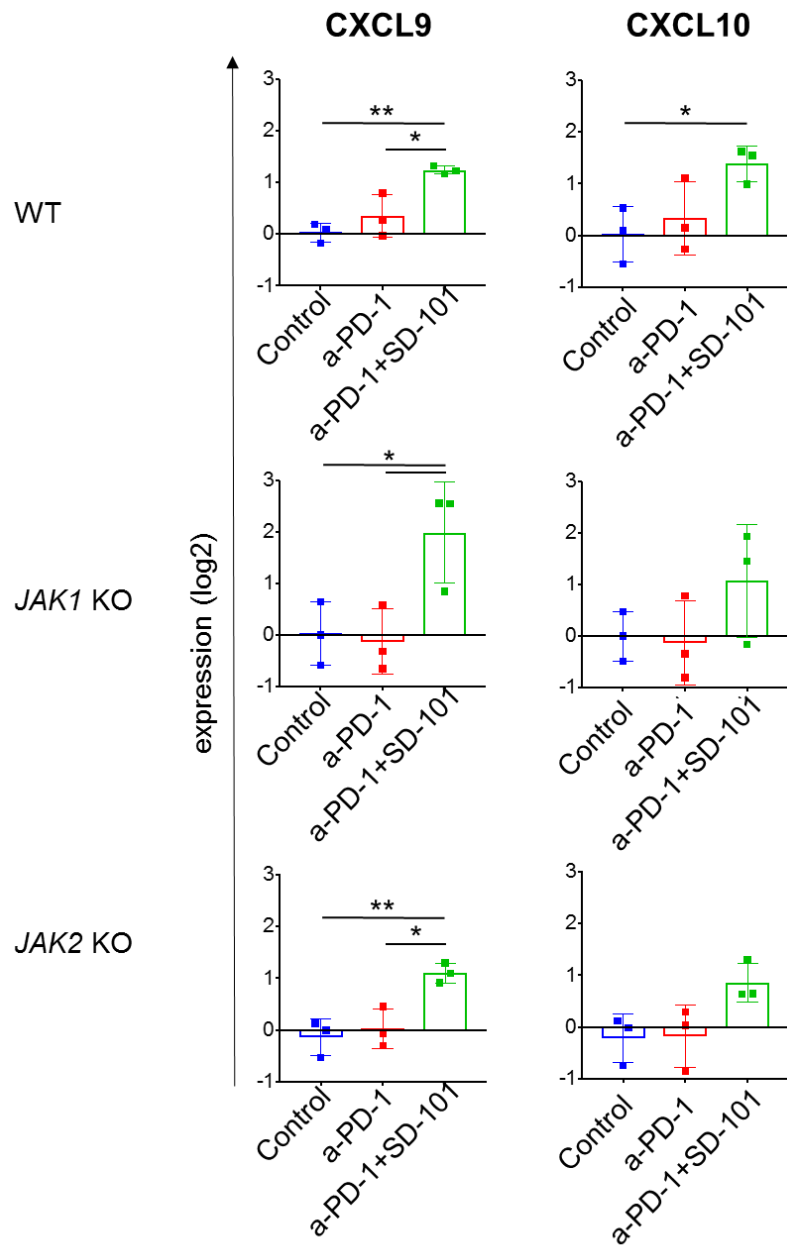 CXCL9
CXCL10
WT
3
2
1
0
-1
**
*
Control
a-PD-1
a-PD-1+SD-101
3
2
1
0
-1
*
Control
a-PD-1
a-PD-1+SD-101
expression (log2)
JAK1 KO
3
2
1
0
-1
*
Control
a-PD-1
a-PD-1+SD-101
3
2
1
0
-1
Control
a-PD-1
a-PD-1+SD-101
JAK2 KO
3
2
1
0
-1
**
*
Control
a-PD-1
a-PD-1+SD-101
3
2
1
0
-1
Control
a-PD-1
a-PD-1+SD-101